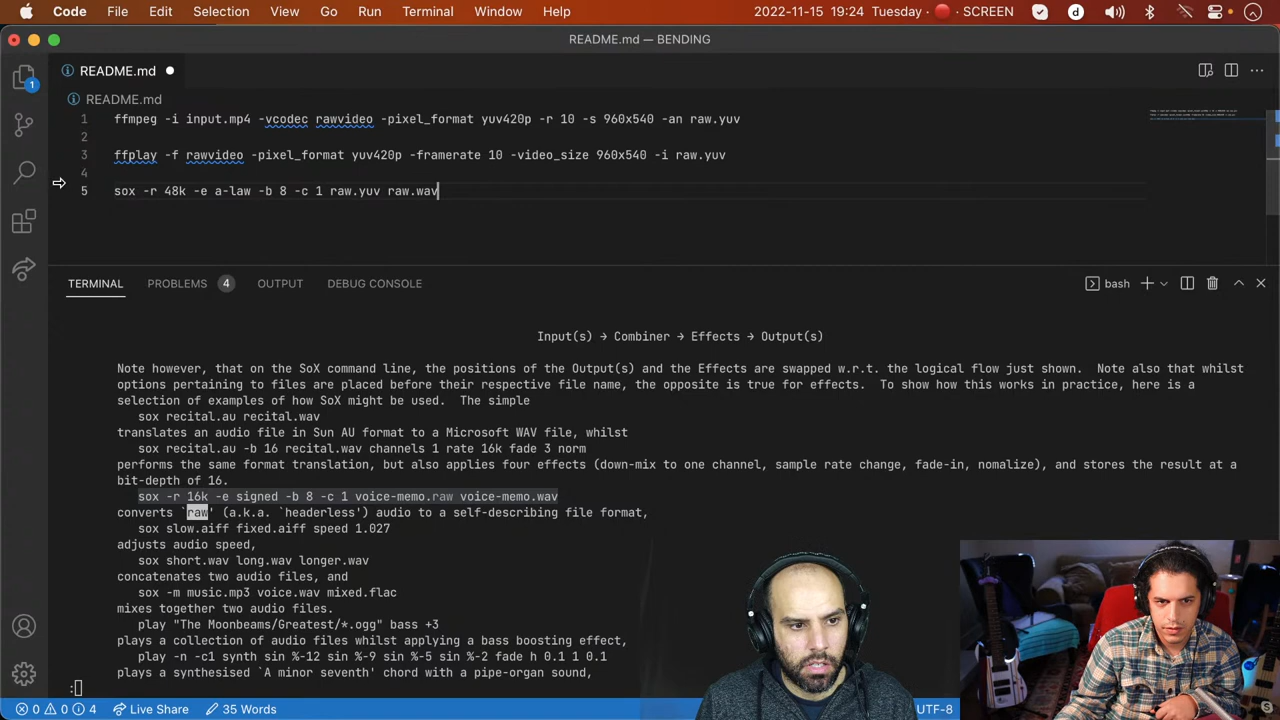 Code File Edit Selection View Go Run Terminal Window Help 2022-11-15 19:24 Tuesday SCREEN
README.md — BENDING
README.md
README.md
1 ffmpeg -i input.mp4 -vcodec rawvideo -pixel_format yuv420p -r 10 -s 960x540 -an raw.yuv
2
3 ffplay -f rawvideo -pixel_format yuv420p -framerate 10 -video_size 960x540 -i raw.yuv
4
5 sox -r 48k -e a-law -b 8 -c 1 raw.yuv raw.wav
TERMINAL PROBLEMS 4 OUTPUT DEBUG CONSOLE bash
Input(s) → Combiner → Effects → Output(s)
Note however, that on the SoX command line, the positions of the Output(s) and the Effects are swapped w.r.t. the logical flow just shown. Note also that whilst
options pertaining to files are placed before their respective file name, the opposite is true for effects. To show how this works in practice, here is a
selection of examples of how SoX might be used. The simple
sox recital.au recital.wav
translates an audio file in Sun AU format to a Microsoft WAV file, whilst
sox recital.au -b 16 recital.wav channels 1 rate 16k fade 3 norm
performs the same format translation, but also applies four effects (down-mix to one channel, sample rate change, fade-in, nomalize), and stores the result at a
bit-depth of 16.
sox -r 16k -e signed -b 8 -c 1 voice-memo.raw voice-memo.wav
converts `raw' (a.k.a. `headerless') audio to a self-describing file format,
sox slow.aiff fixed.aiff speed 1.027
adjusts audio speed,
sox short.wav long.wav longer.wav
concatenates two audio files, and
sox -m music.mp3 voice.wav mixed.flac
mixes together two audio files.
play "The Moonbeams/Greatest/*.ogg" bass +3
plays a collection of audio files whilst applying a bass boosting effect,
play -n -c1 synth sin %-12 sin %-9 sin %-5 sin %-2 fade h 0.1 1 0.1
plays a synthesised `A minor seventh' chord with a pipe-organ sound,
:
0 0 4 Live Share 35 Words UTF-8